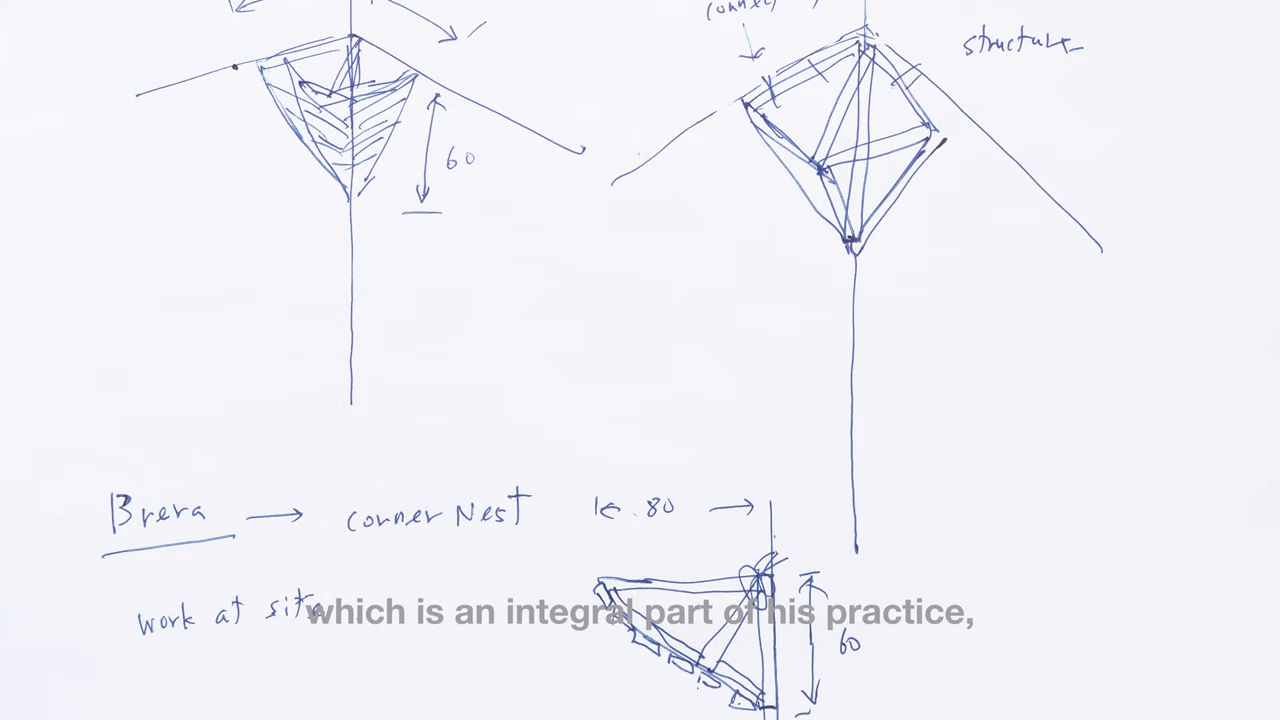 structure
60
Brera → corner Nest
80
work at site
which is an integral part of his practice,
60